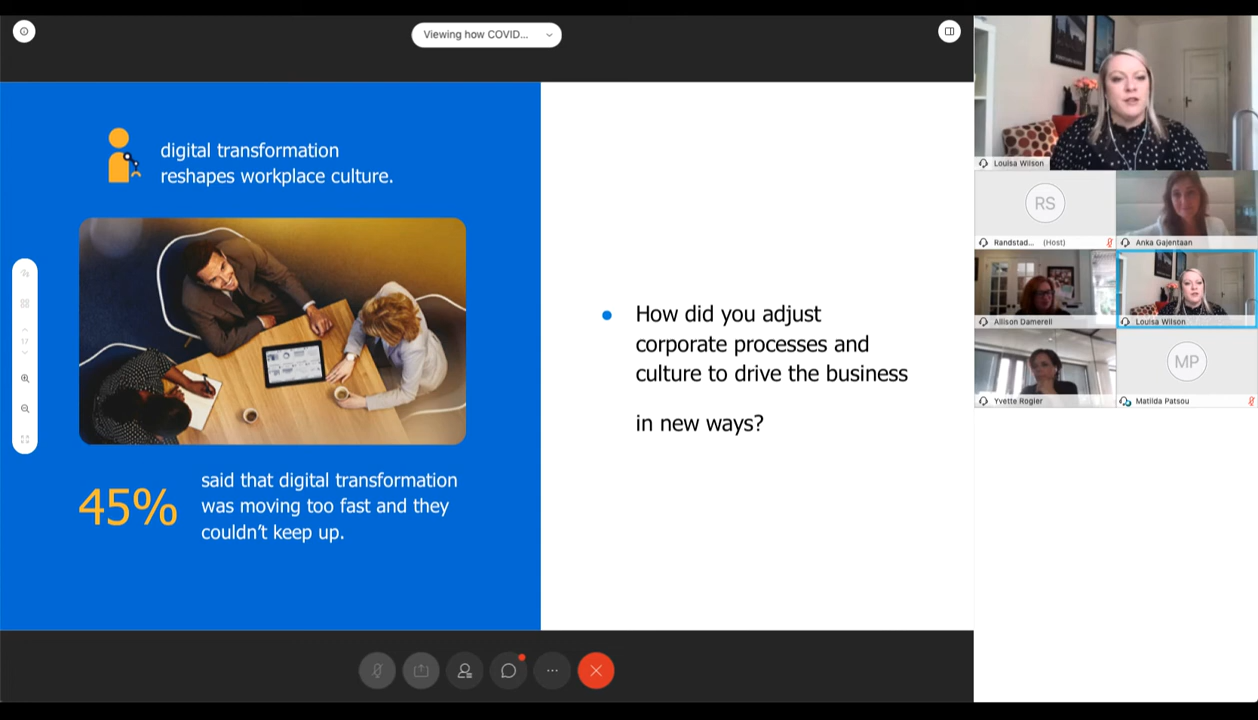 Viewing how COVID...
digital transformation
reshapes workplace culture.
45%
said that digital transformation
was moving too fast and they
couldn't keep up.
How did you adjust
corporate processes and
culture to drive the business
in new ways?
17
Louisa Wilson
RS
Randstad... (Host)
Anka Gajentaan
Allison Damerell
Louisa Wilson
Yvette Rogier
MP
Matilda Patsou